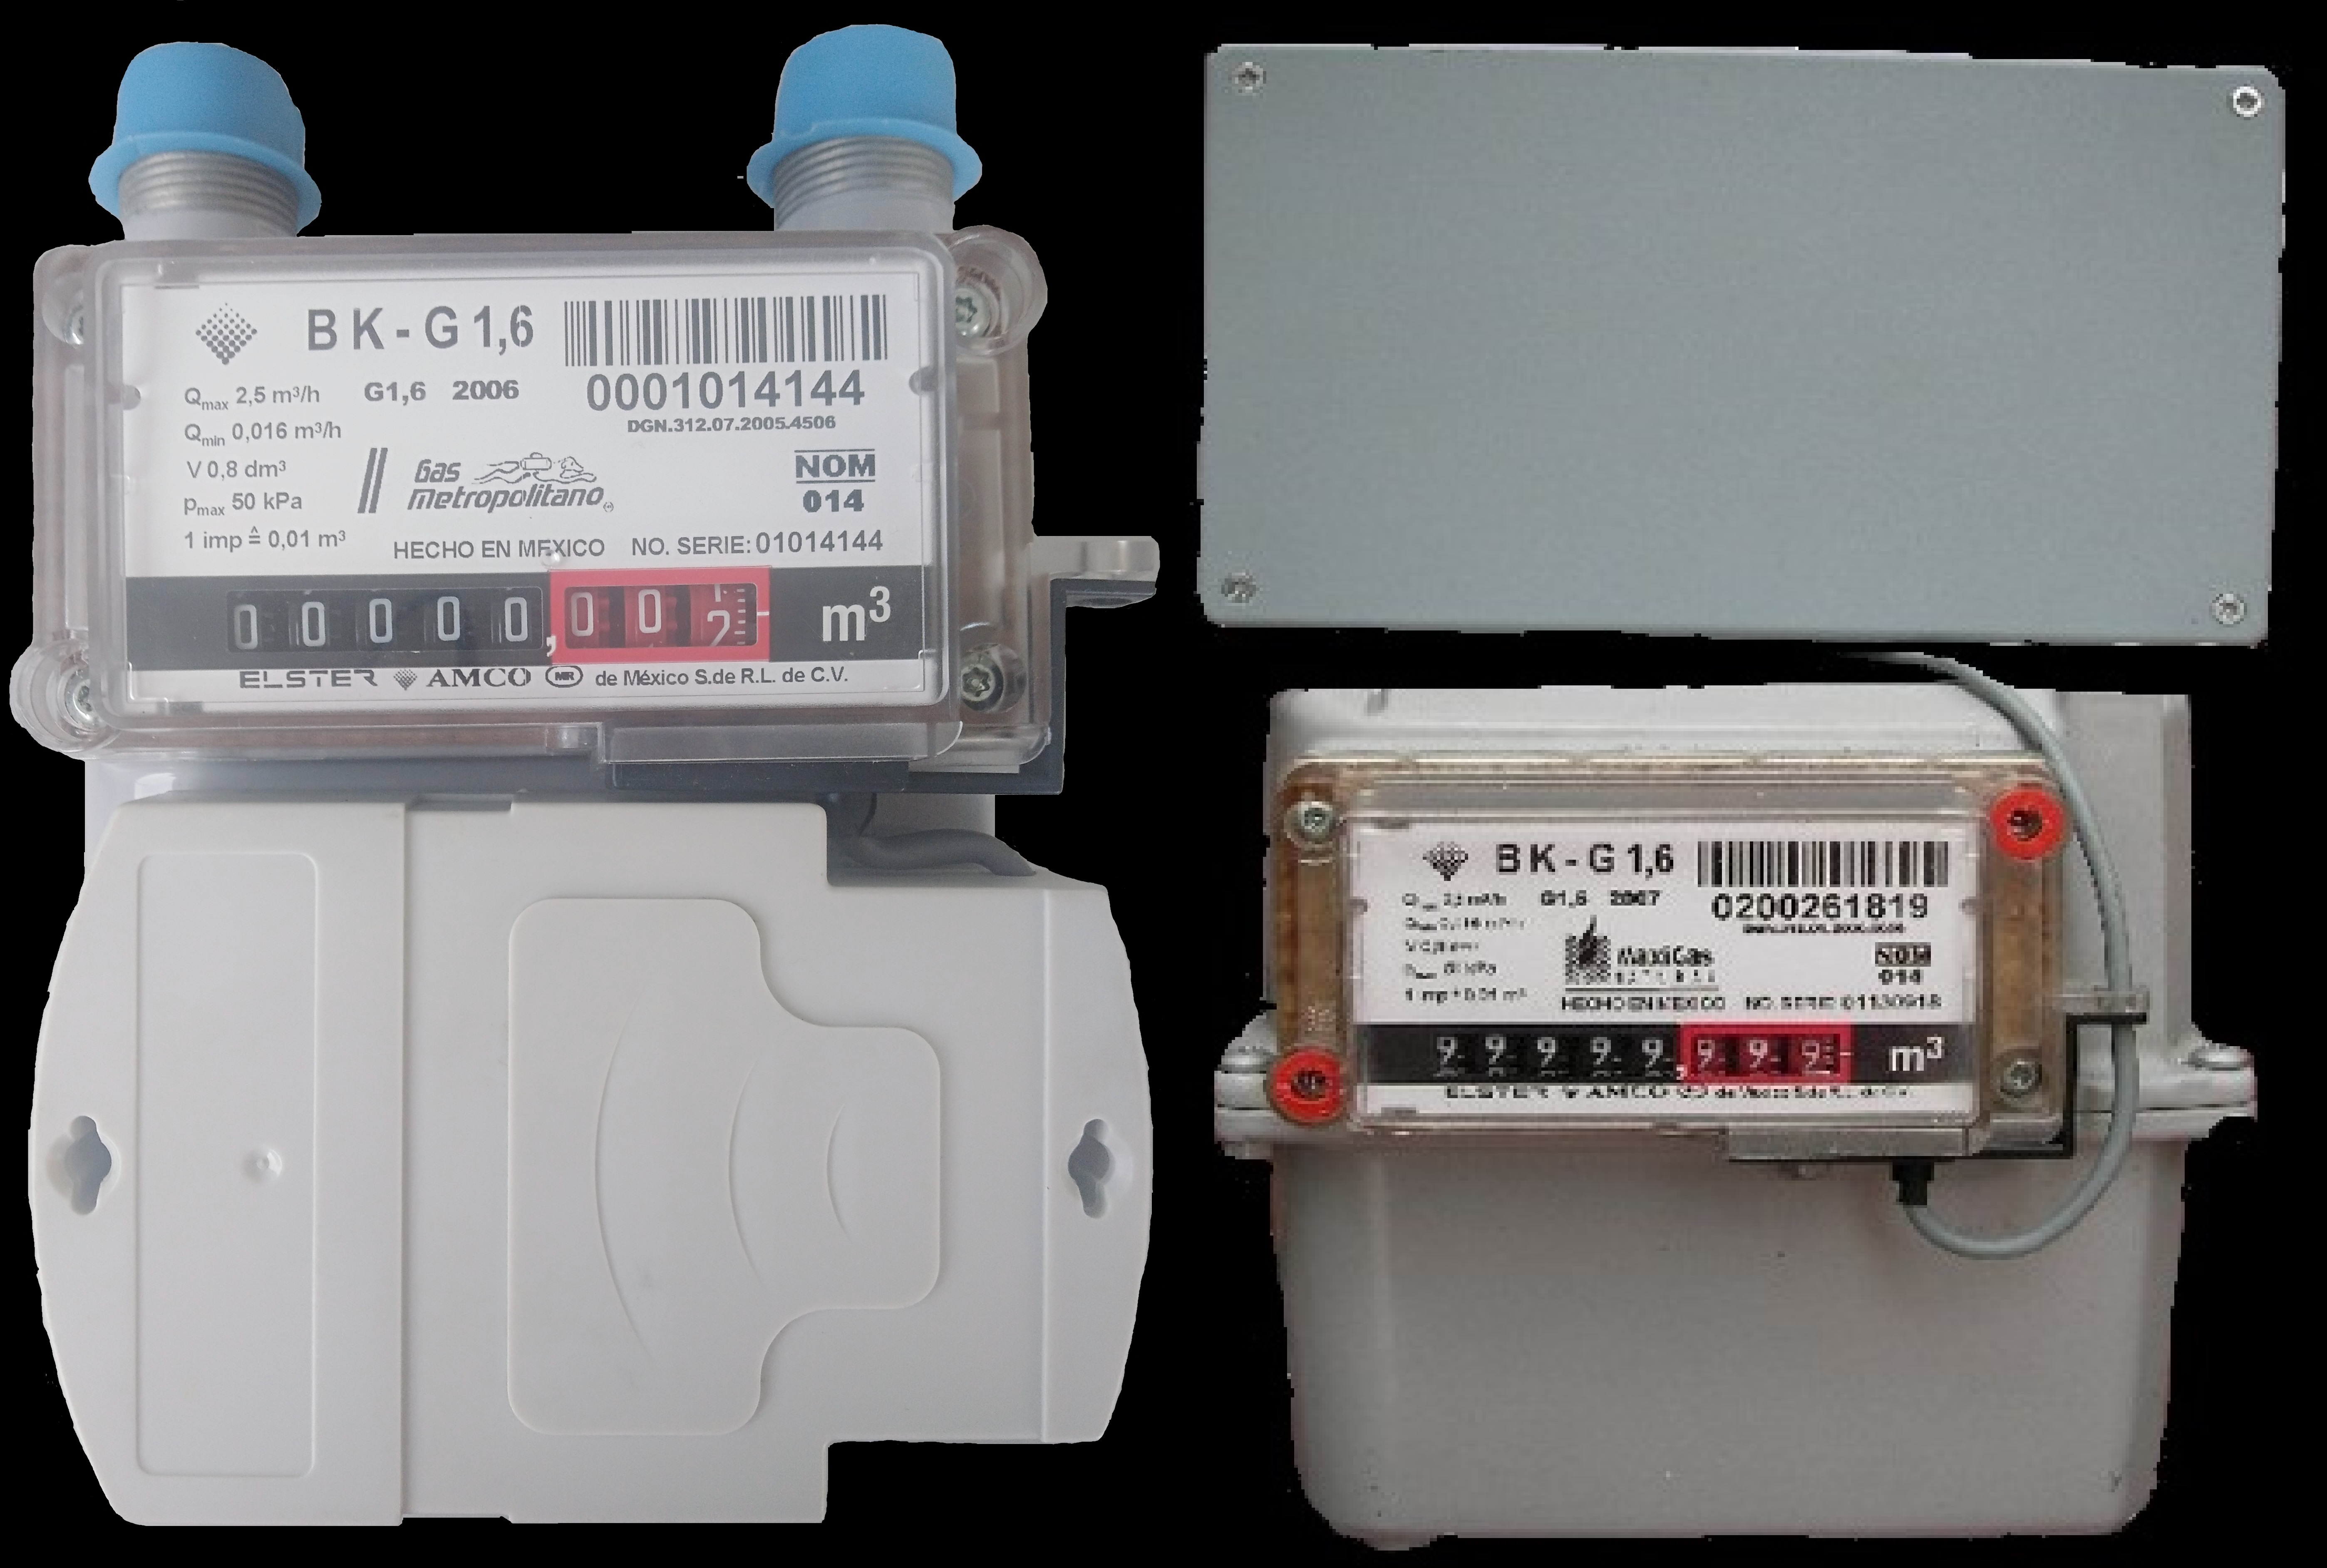 BK-G1,6
0001014144
Qmax 2,5 m³/h G1,6 2006
DGN.312.07.2005.4506
Qmin 0,016 m³/h
V 0,8 dm³
Gas Metropolitano
NOM
014
pmax 50 kPa
1 imp ≙ 0,01 m³
HECHO EN MEXICO NO. SERIE: 01014144
00000,002 m³
ELSTER AMCO MR de México S.de R.L. de C.V.
BK-G1,6
0200261819
G1,6 2007
MaxiGas
NOM
014
HECHO EN MEXICO NO. SERIE:
99999,999 m³
ELSTER AMCO